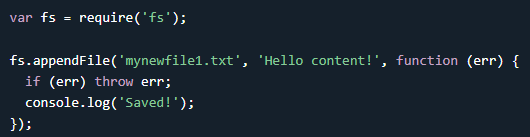 var fs = require('fs');

fs.appendFile('mynewfile1.txt', 'Hello content!', function (err) {
  if (err) throw err;
  console.log('Saved!');
});